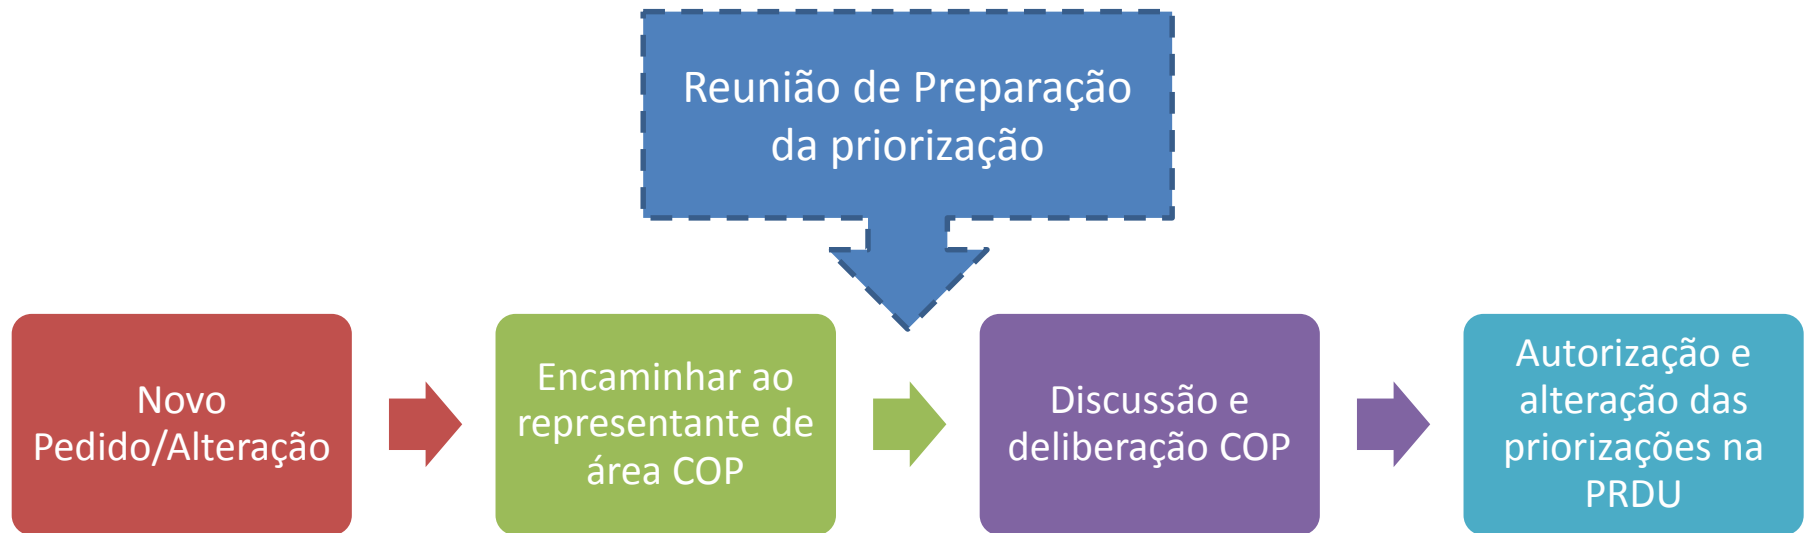 Reunião de Preparação
da priorização
Novo
Pedido/Alteração
Encaminhar ao
representante de
área COP
Discussão e
deliberação COP
Autorização e
alteração das
priorizações na
PRDU